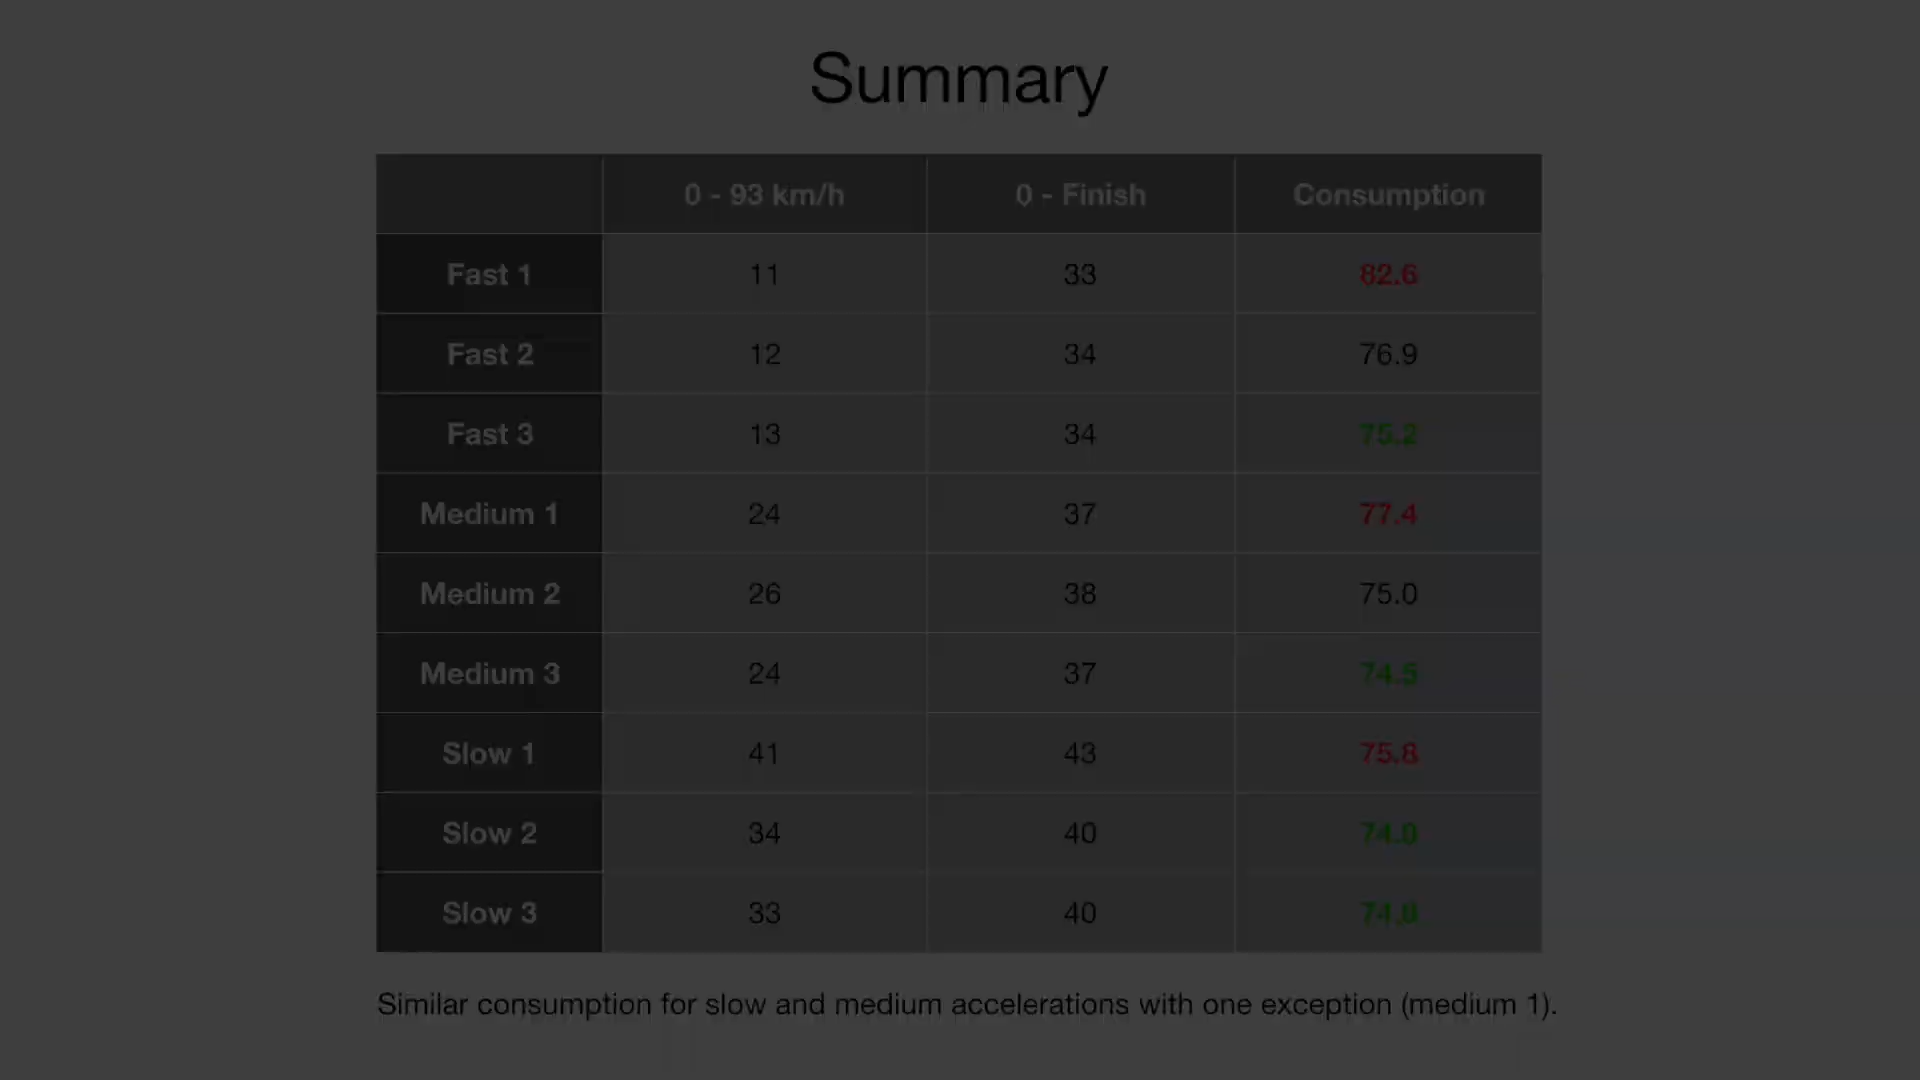 Summary
0 - 93 km/h 0 - Finish Consumption
Fast 1 11 33 82.6
Fast 2 12 34 76.9
Fast 3 13 34 75.2
Medium 1 24 37 77.4
Medium 2 26 38 75.0
Medium 3 24 37 74.5
Slow 1 41 43 75.8
Slow 2 34 40
Slow 3 33 40
Similar consumption for slow and medium accelerations with one exception (medium 1).